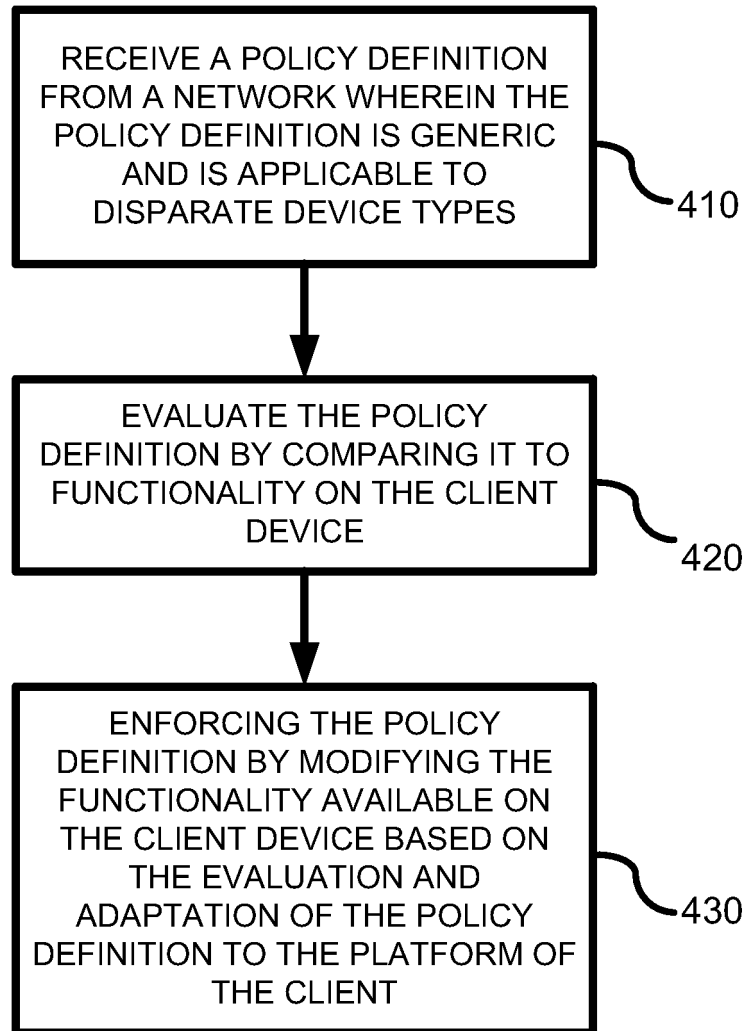 RECEIVE A POLICY DEFINITION
FROM A NETWORK WHEREIN THE
POLICY DEFINITION IS GENERIC
AND IS APPLICABLE TO
DISPARATE DEVICE TYPES
410
EVALUATE THE POLICY
DEFINITION BY COMPARING IT TO
FUNCTIONALITY ON THE CLIENT
DEVICE
420
ENFORCING THE POLICY
DEFINITION BY MODIFYING THE
FUNCTIONALITY AVAILABLE ON
THE CLIENT DEVICE BASED ON
THE EVALUATION AND
ADAPTATION OF THE POLICY
DEFINITION TO THE PLATFORM OF
THE CLIENT
430